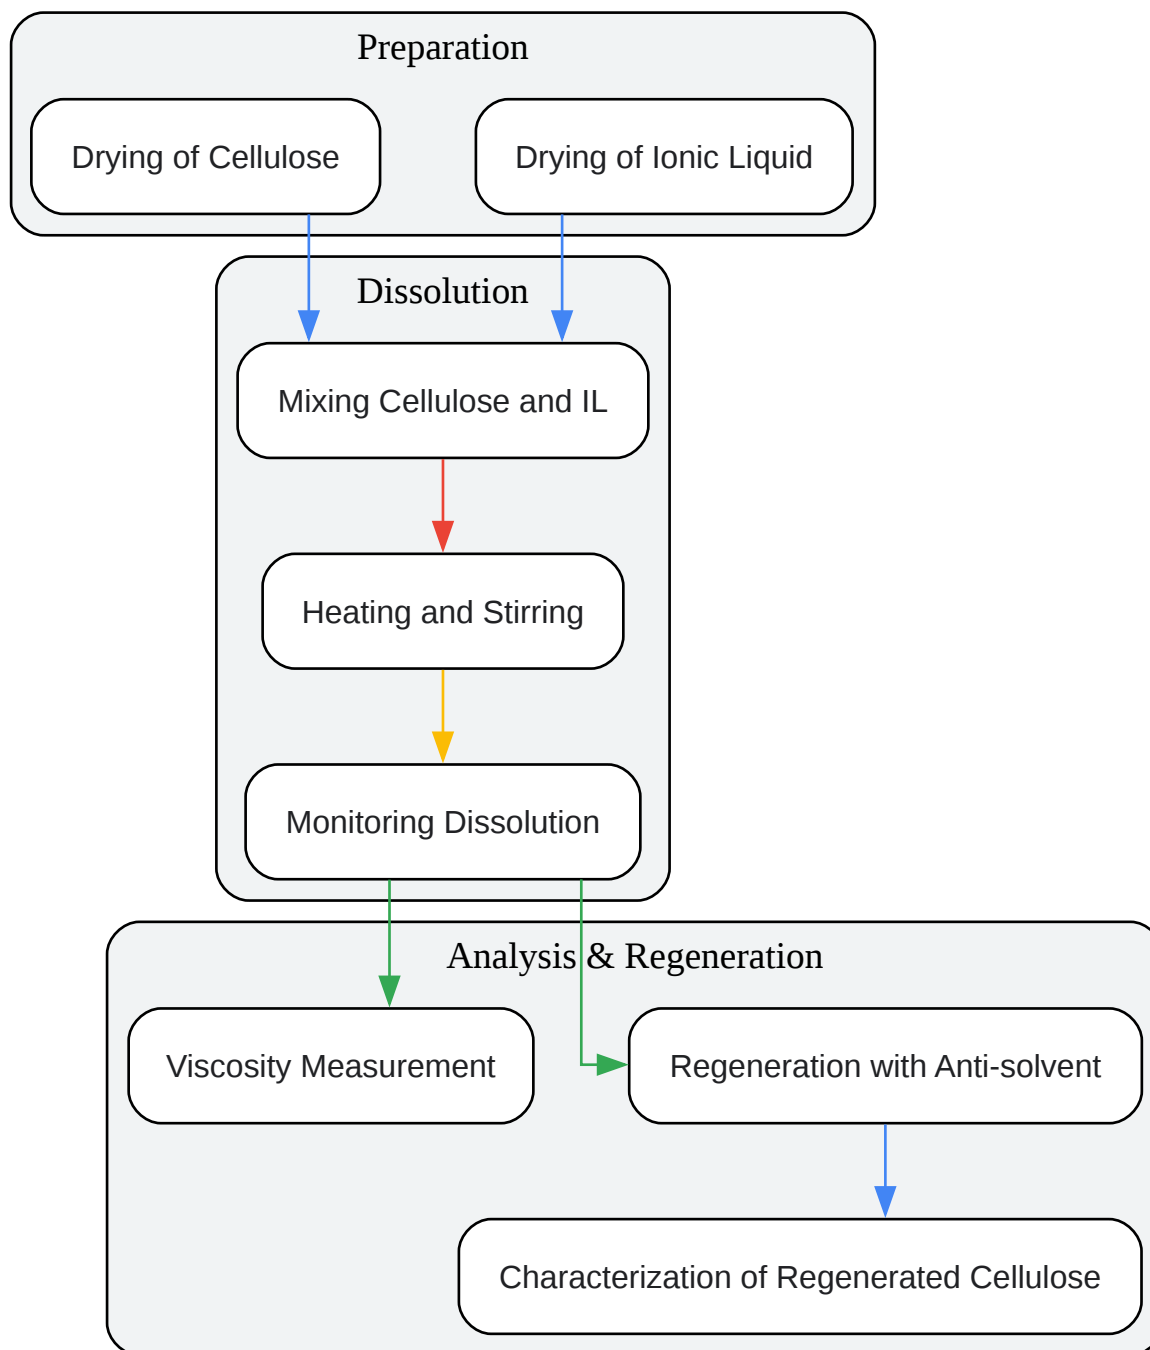 Preparation
Drying of Cellulose
Drying of Ionic Liquid
Dissolution
Mixing Cellulose and IL
Heating and Stirring
Monitoring Dissolution
Analysis & Regeneration
Viscosity Measurement
Regeneration with Anti-solvent
Characterization of Regenerated Cellulose